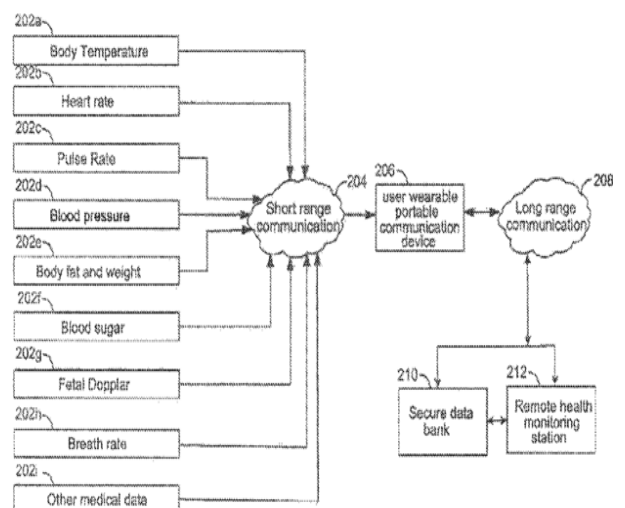 202a
Body Temperature
202b
Heart rate
202c
Pulse Rate
202d
Blood pressure
202e
Body fat and weight
202f
Blood sugar
202g
Fetal Dopplar
202h
Breath rate
202i
Other medical data
204
Short range
communication
206
user wearable
portable
communication
device
208
Long range
communication
210
Secure data
bank
212
Remote health
monitoring
station